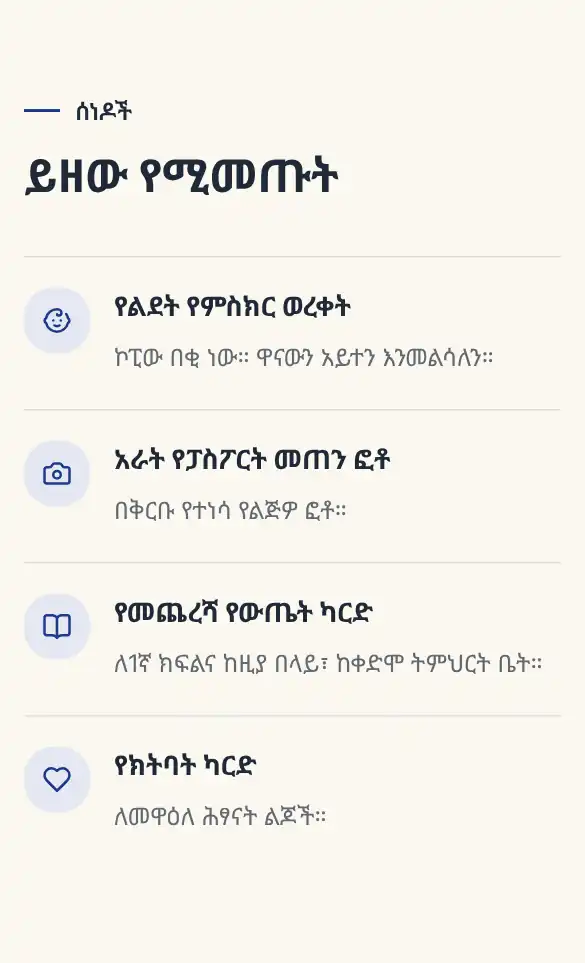 ሰነዶች
ይዘው የሚመጡት
የልደት የምስክር ወረቀት
ኮፒው በቂ ነው። ዋናውን አይተን እንመልሳለን።
አራት የፓስፖርት መጠን ፎቶ
በቅርቡ የተነሳ የልጅዎ ፎቶ።
የመጨረሻ የውጤት ካርድ
ለ1ኛ ክፍልና ከዚያ በላይ፣ ከቀድሞ ትምህርት ቤት።
የክትባት ካርድ
ለመዋዕለ ሕፃናት ልጆች።